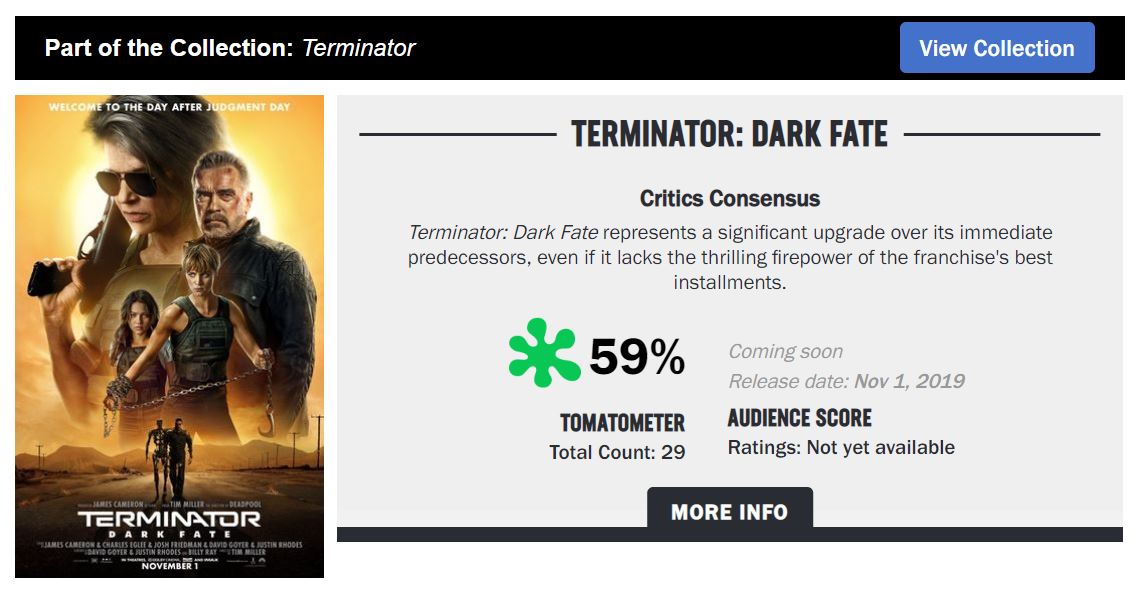 Part of the Collection: Terminator
View Collection
WELCOME TO THE DAY AFTER JUDGMENT DAY
JAMES CAMERON
TIM MILLER
DEADPOOL
TERMINATOR
DARK FATE
JAMES CAMERON & CHARLES EGLEE & JOSH FRIEDMAN & DAVID GOYER & JUSTIN RHODES
DAVID GOYER & JUSTIN RHODES BILLY RAY TIM MILLER
NOVEMBER 1
TERMINATOR: DARK FATE
Critics Consensus
Terminator: Dark Fate represents a significant upgrade over its immediate
predecessors, even if it lacks the thrilling firepower of the franchise's best
installments.
59%
TOMATOMETER
Total Count: 29
Coming soon
Release date: Nov 1, 2019
AUDIENCE SCORE
Ratings: Not yet available
MORE INFO